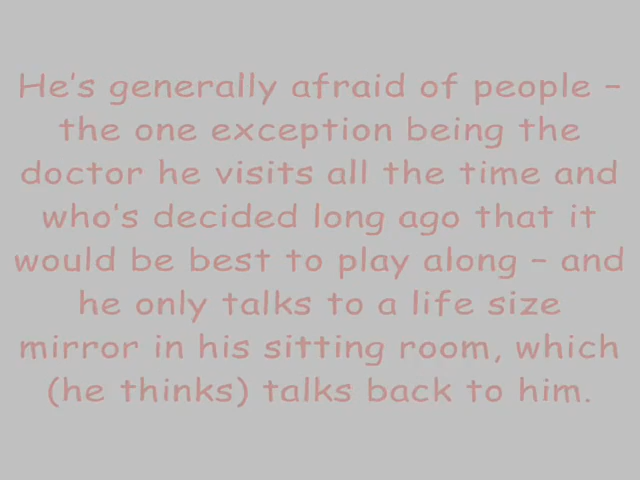 He's generally afraid of people –
the one exception being the
doctor he visits all the time and
who's decided long ago that it
would be best to play along – and
he only talks to a life size
mirror in his sitting room, which
(he thinks) talks back to him.